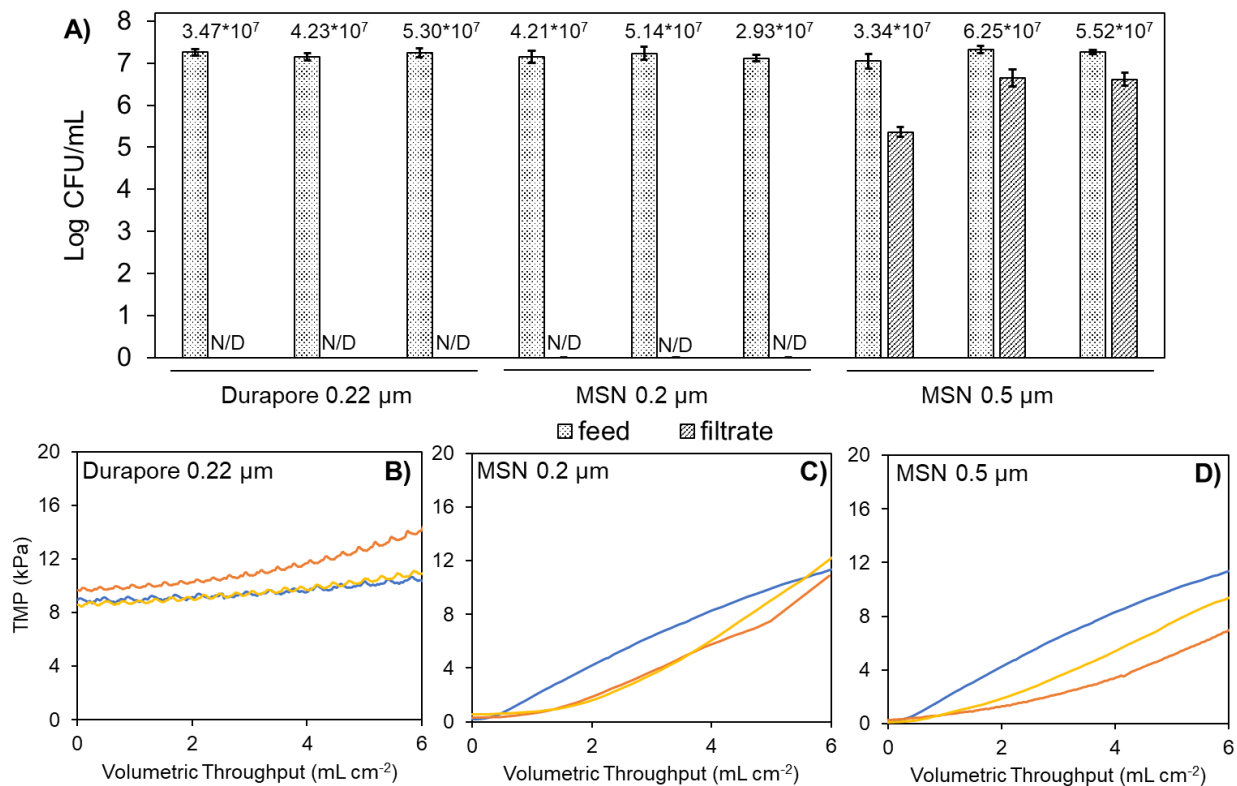 A)
3.47*10⁷ 4.23*10⁷ 5.30*10⁷ 4.21*10⁷ 5.14*10⁷ 2.93*10⁷ 3.34*10⁷ 6.25*10⁷ 5.52*10⁷
Log CFU/mL
8
7
6
5
4
3
2
1
0
N/D N/D N/D N/D N/D N/D
Durapore 0.22 µm MSN 0.2 µm MSN 0.5 µm
feed filtrate
Durapore 0.22 µm B)
TMP (kPa)
20
16
12
8
4
0
0 2 4 6
Volumetric Throughput (mL cm⁻²)
MSN 0.2 µm C)
20
16
12
8
4
0
0 2 4 6
Volumetric Throughput (mL cm⁻²)
MSN 0.5 µm D)
20
16
12
8
4
0
0 2 4 6
Volumetric Throughput (mL cm⁻²)